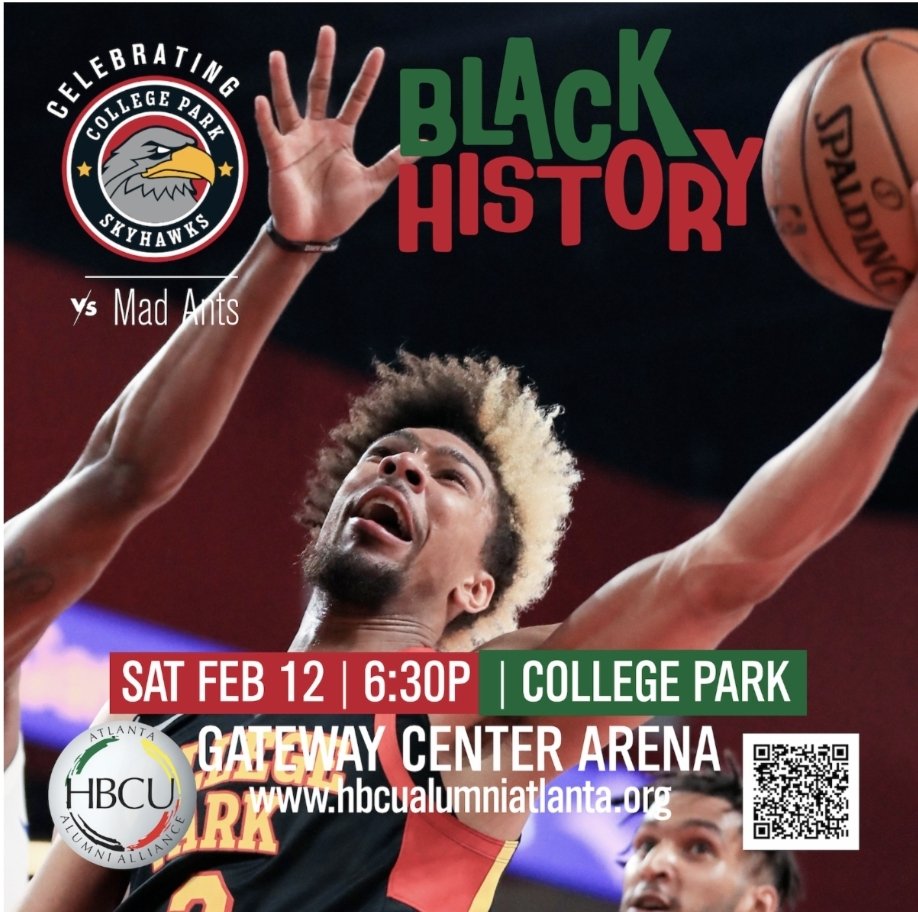 CELEBRATING
COLLEGE PARK
SKYHAWKS
Vs Mad Ants
BLACK
HISTORY
SPALDING
SAT FEB 12 | 6:30P | COLLEGE PARK
GATEWAY CENTER ARENA
www.hbcualumniatlanta.org
ATLANTA
HBCU
ALUMNI ALLIANCE
COLLEGE
PARK